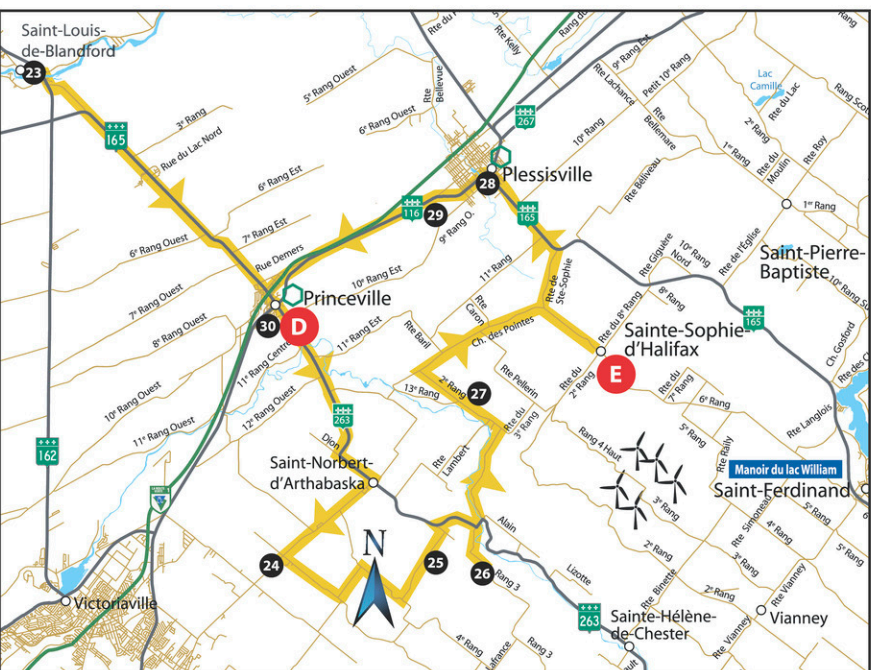 Saint-Louis-
de-Blandford
23
165
3e Rang
Rue du Lac Nord
5e Rang Ouest
6e Rang Ouest
Rte
Bellevue
Rte Kelly
267
9e Rang Est
Rte Lachance
Petit 10e Rang
Rte
Bellemare
10e Rang
Lac
Camille
Rte du Lac
2e Rang
1er Rang
Rte du
Moulin
Rte Roy
Rang
1er Rang
Plessisville
28
29
116
9e Rang O.
165
Rte Béliveau
6e Rang Est
7e Rang Est
6e Rang Ouest
Rue Demers
10e Rang Est
Princeville
30
D
7e Rang Ouest
8e Rang Ouest
11e Rang Centre
11e Rang Est
10e Rang Ouest
11e Rang Ouest
12e Rang Ouest
11e Rang
Rte
Caron
Rte Baril
Ch. des Pointes
Rte de
Ste-Sophie
Rte Giguère
Nord
10e Rang
8e Rang
Rte de l'Église
Saint-Pierre-
Baptiste
165
Ch. Gosford
Rte du 8e Rang
Sainte-Sophie-
d'Halifax
E
Rte du
2e Rang
Rte du
7e Rang
6e Rang
5e Rang
Rte Langlois
13e Rang
2e Rang
27
Rte Pellerin
Rte du
3e Rang
Rang 4 Haut
Rte Raily
Manoir du lac William
Saint-Ferdinand
263
Dion
Saint-Norbert-
d'Arthabaska
Rte
Lambert
162
Alain
24
N
25
26
Rang 3
Lizotte
3e Rang
2e Rang
Rte Simoneau
4e Rang
5e Rang
3e Rang
5e Rang
Rte Binette
2e Rang
Rte Vianney
Vianney
Rte Vianney
263
Sainte-Hélène-
de-Chester
Victoriaville
4e Rang
Rang 3